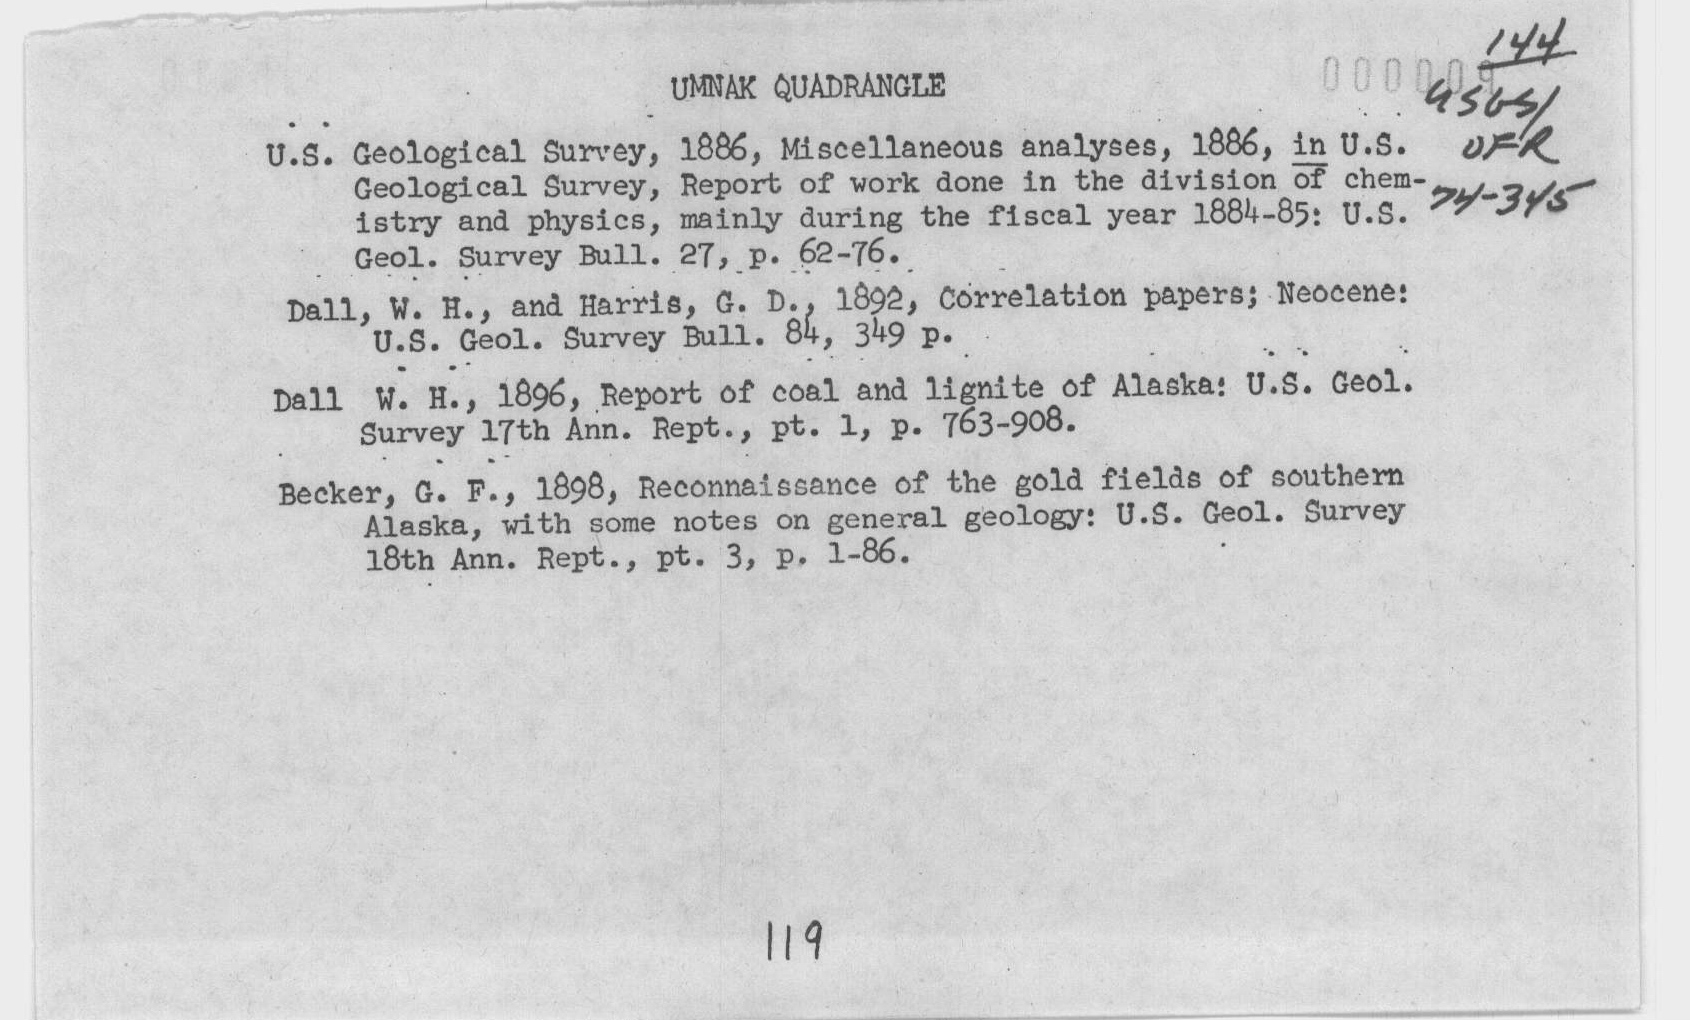 144
000009
UMNAK QUADRANGLE
USGS/
OFR
74-345
U.S. Geological Survey, 1886, Miscellaneous analyses, 1886, in U.S.
Geological Survey, Report of work done in the division of chem-
istry and physics, mainly during the fiscal year 1884-85: U.S.
Geol. Survey Bull. 27, p. 62-76.
Dall, W. H., and Harris, G. D., 1892, Correlation papers; Neocene:
U.S. Geol. Survey Bull. 84, 349 p.
Dall W. H., 1896, Report of coal and lignite of Alaska: U.S. Geol.
Survey 17th Ann. Rept., pt. 1, p. 763-908.
Becker, G. F., 1898, Reconnaissance of the gold fields of southern
Alaska, with some notes on general geology: U.S. Geol. Survey
18th Ann. Rept., pt. 3, p. 1-86.
119